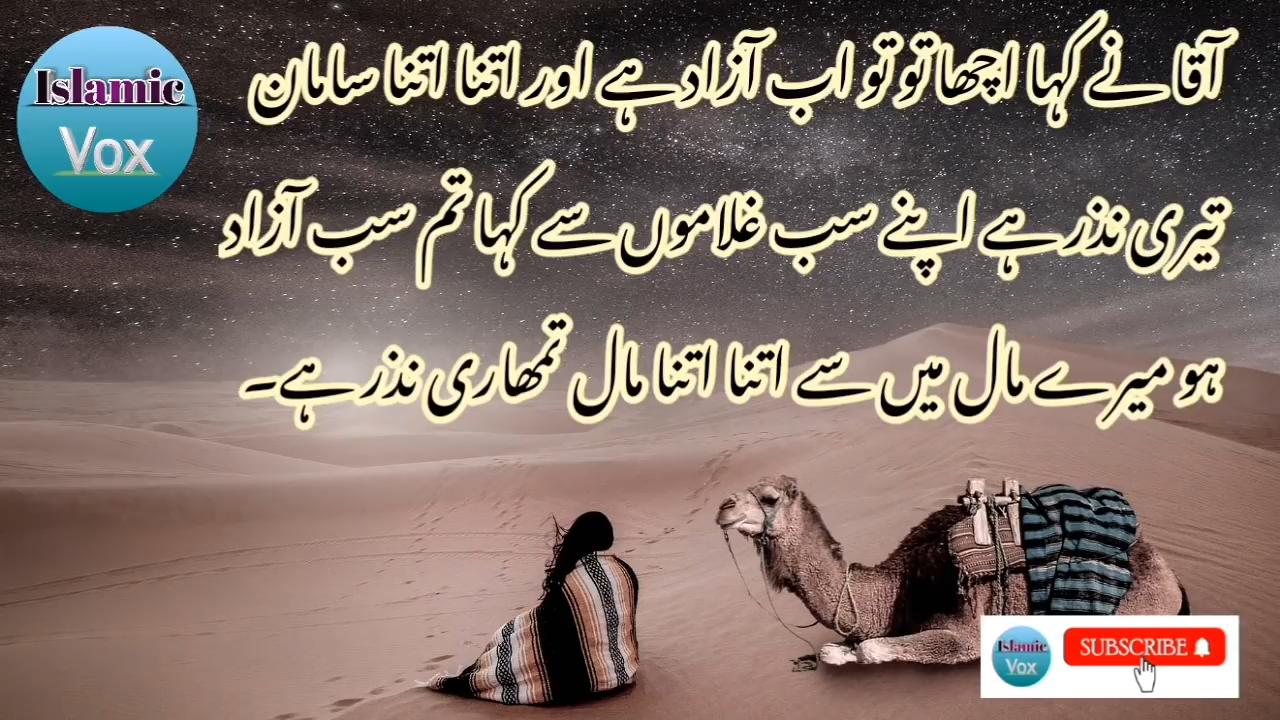 Islamic
Vox
آقا نے کہا اچھا تو تو اب آزاد ہے اور اتنا اتنا سامان
تیری نذر ہے اپنے سب غلاموں سے کہا تم سب آزاد
ہو میرے مال میں سے اتنا اتنا مال تمھاری نذر ہے۔
Islamic
Vox
SUBSCRIBE